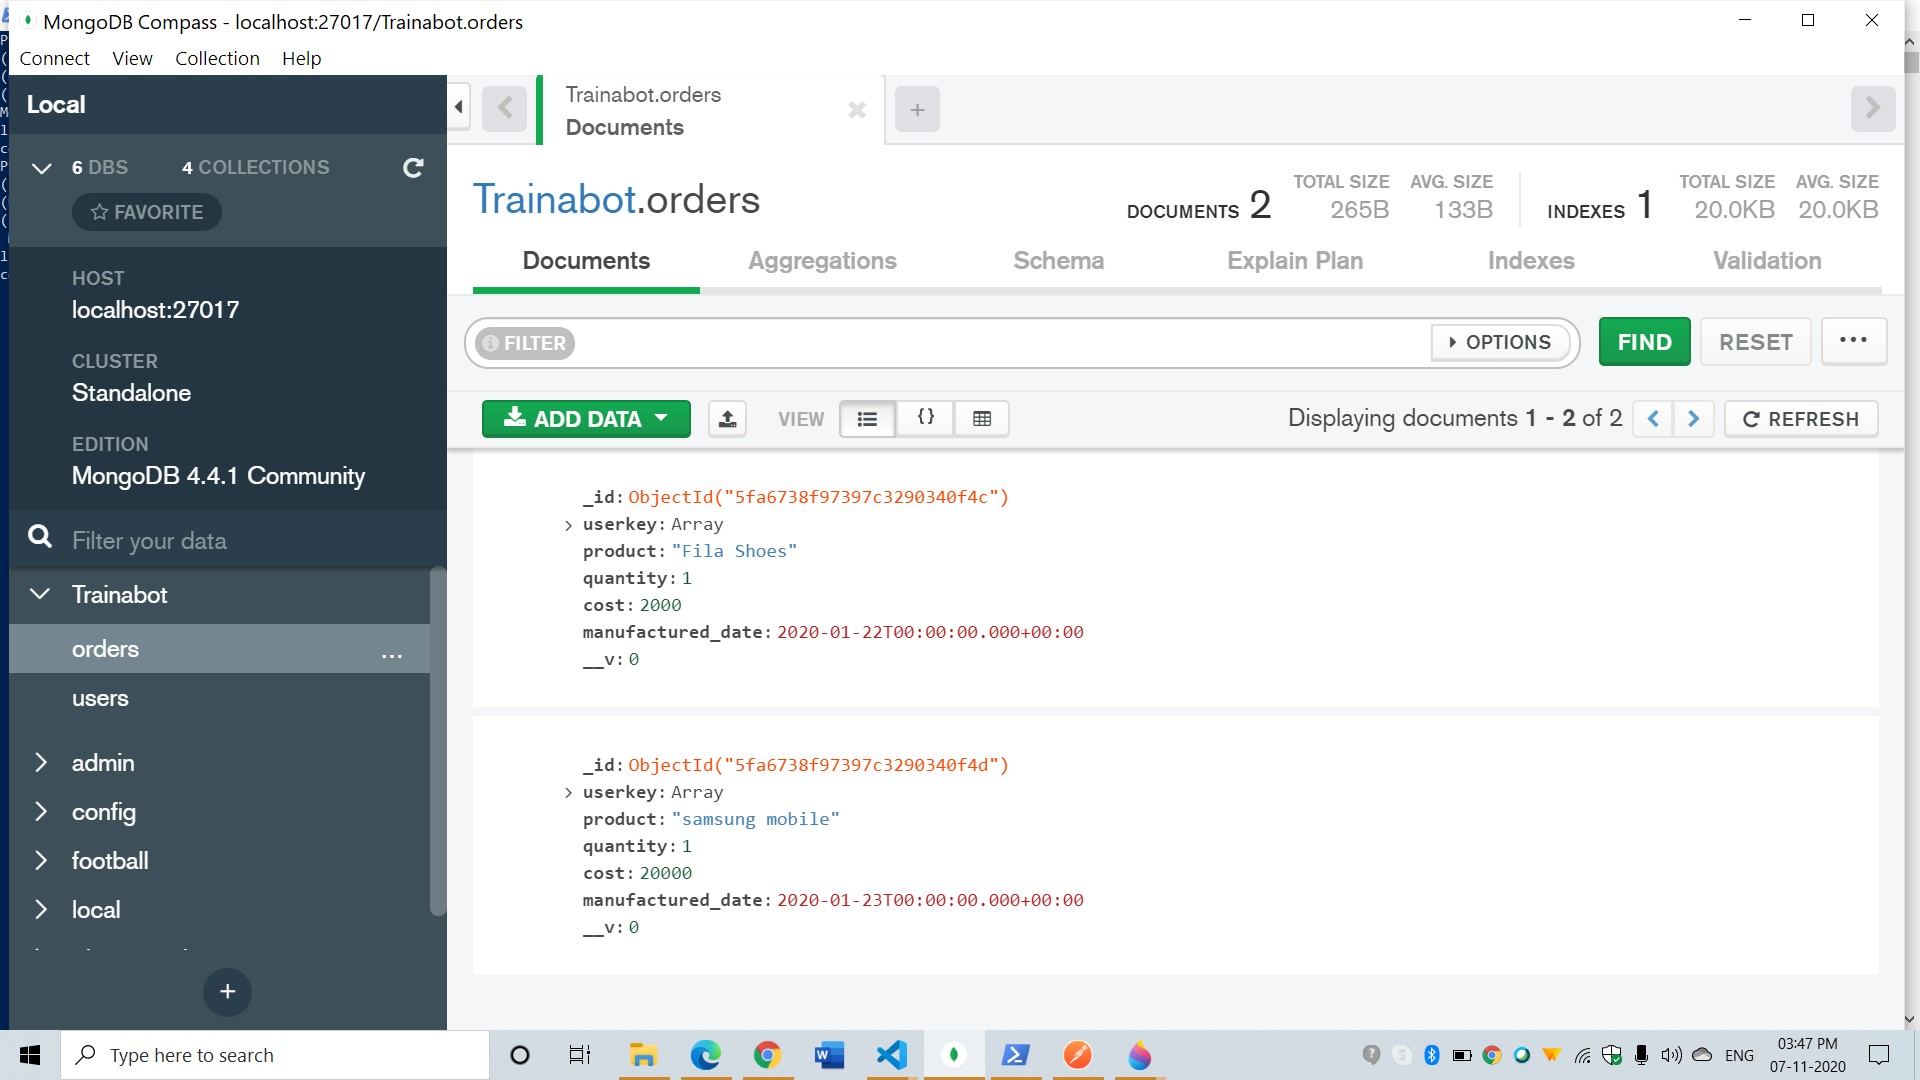 MongoDB Compass - localhost:27017/Trainabot.orders
Connect View Collection Help
Local
6 DBS 4 COLLECTIONS
FAVORITE
HOST
localhost:27017
CLUSTER
Standalone
EDITION
MongoDB 4.4.1 Community
Filter your data
Trainabot
orders ...
users
admin
config
football
local
+
Trainabot.orders
Documents
+
Trainabot.orders
DOCUMENTS 2 TOTAL SIZE 265B AVG. SIZE 133B INDEXES 1 TOTAL SIZE 20.0KB AVG. SIZE 20.0KB
Documents Aggregations Schema Explain Plan Indexes Validation
FILTER OPTIONS FIND RESET ...
ADD DATA VIEW {} Displaying documents 1 - 2 of 2 < > REFRESH
_id: ObjectId("5fa6738f97397c3290340f4c")
> userkey: Array
product: "Fila Shoes"
quantity: 1
cost: 2000
manufactured_date: 2020-01-22T00:00:00.000+00:00
__v: 0
_id: ObjectId("5fa6738f97397c3290340f4d")
> userkey: Array
product: "samsung mobile"
quantity: 1
cost: 20000
manufactured_date: 2020-01-23T00:00:00.000+00:00
__v: 0
Type here to search
ENG
03:47 PM
07-11-2020